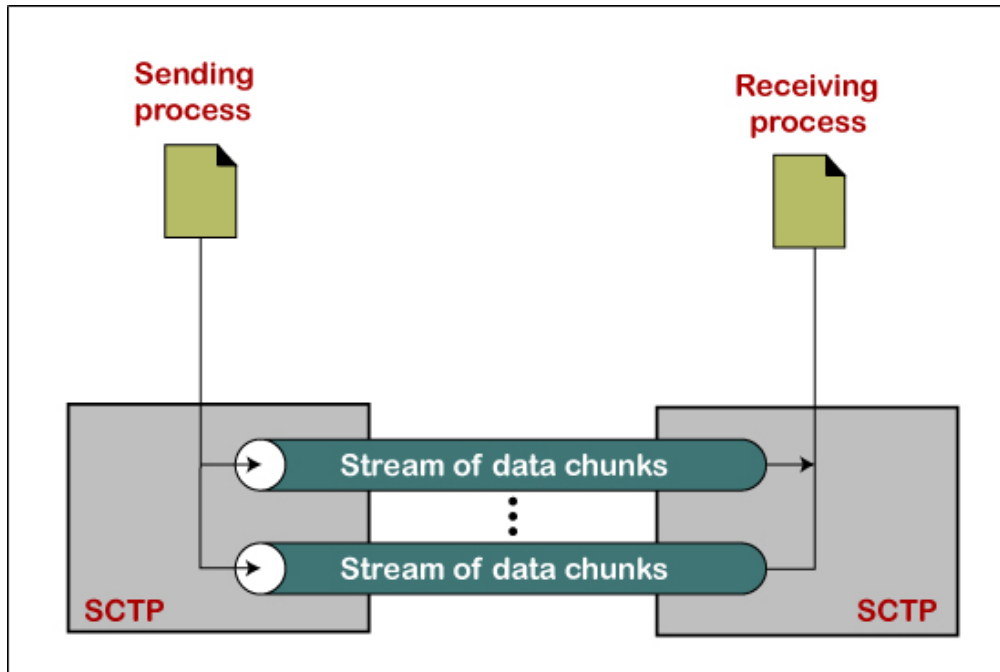 Sending
process
Receiving
process
Stream of data chunks
Stream of data chunks
SCTP
SCTP